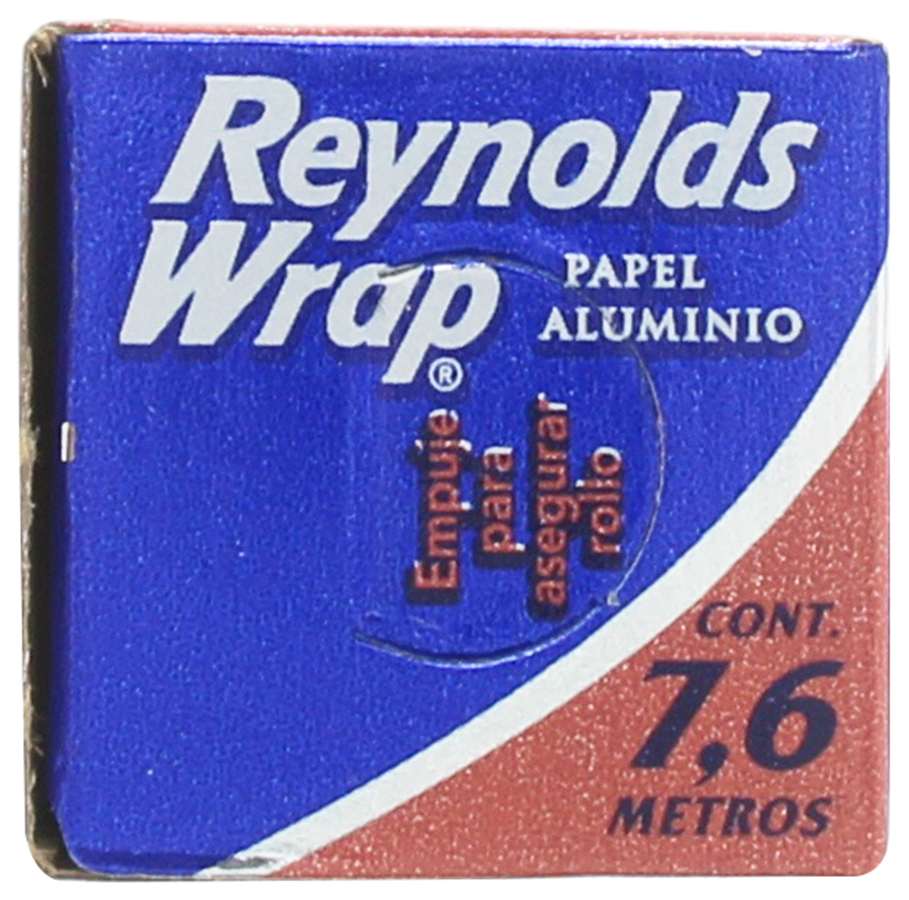 Reynolds
Wrap®
PAPEL
ALUMINIO
Empuje
para
asegurar
rollo
CONT.
7,6
METROS